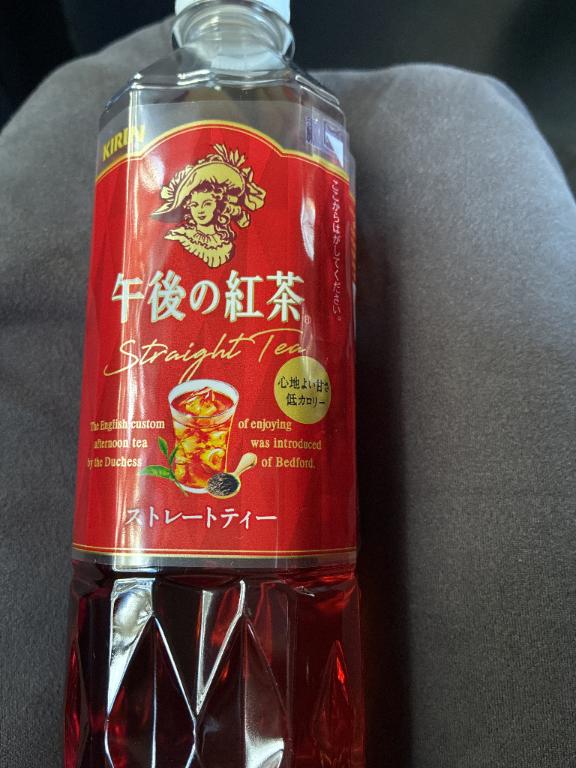 KIRIN
午後の紅茶
Straight Tea
心地よい甘さ
低カロリー
The English custom of enjoying
afternoon tea was introduced
by the Duchess of Bedford.
ストレートティー
ここからはがしてください。